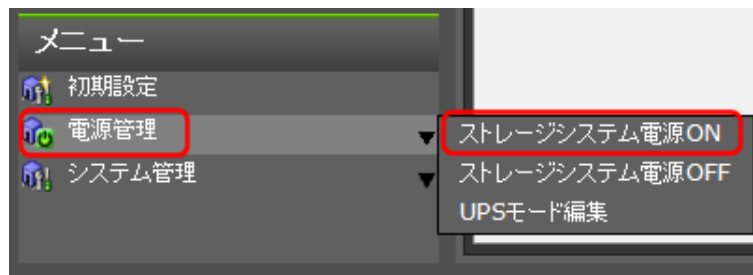 メニュー
初期設定
電源管理
ストレージシステム電源ON
システム管理
ストレージシステム電源OFF
UPSモード編集